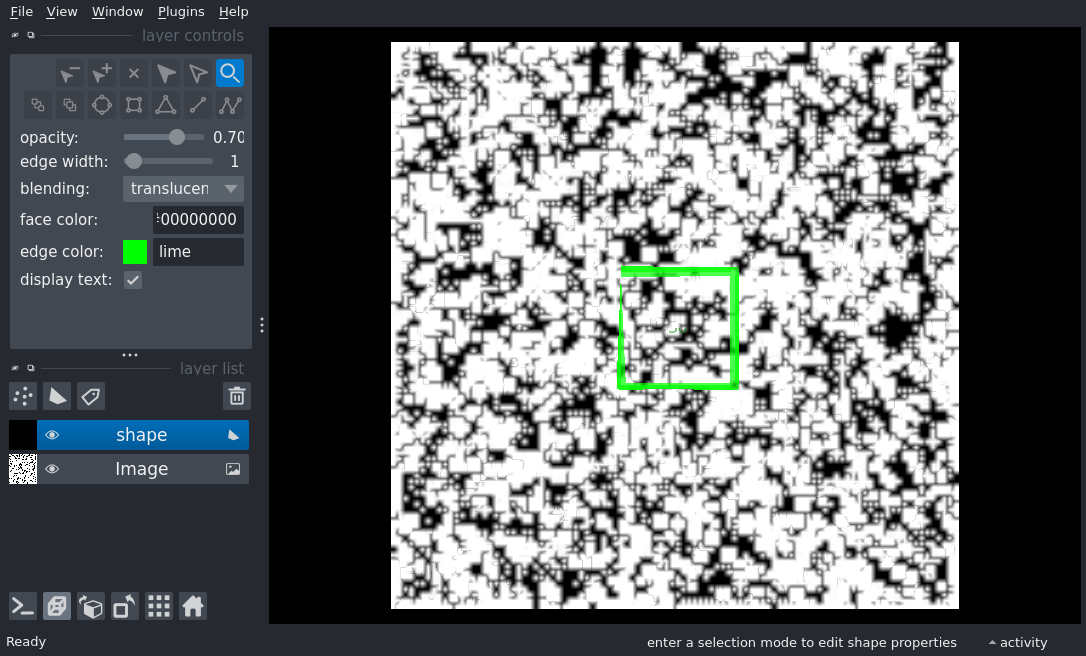 File View Window Plugins Help
layer controls
opacity: 0.70
edge width: 1
blending: translucen
face color: 00000000
edge color: lime
display text:
layer list
shape
Image
Ready
enter a selection mode to edit shape properties
activity